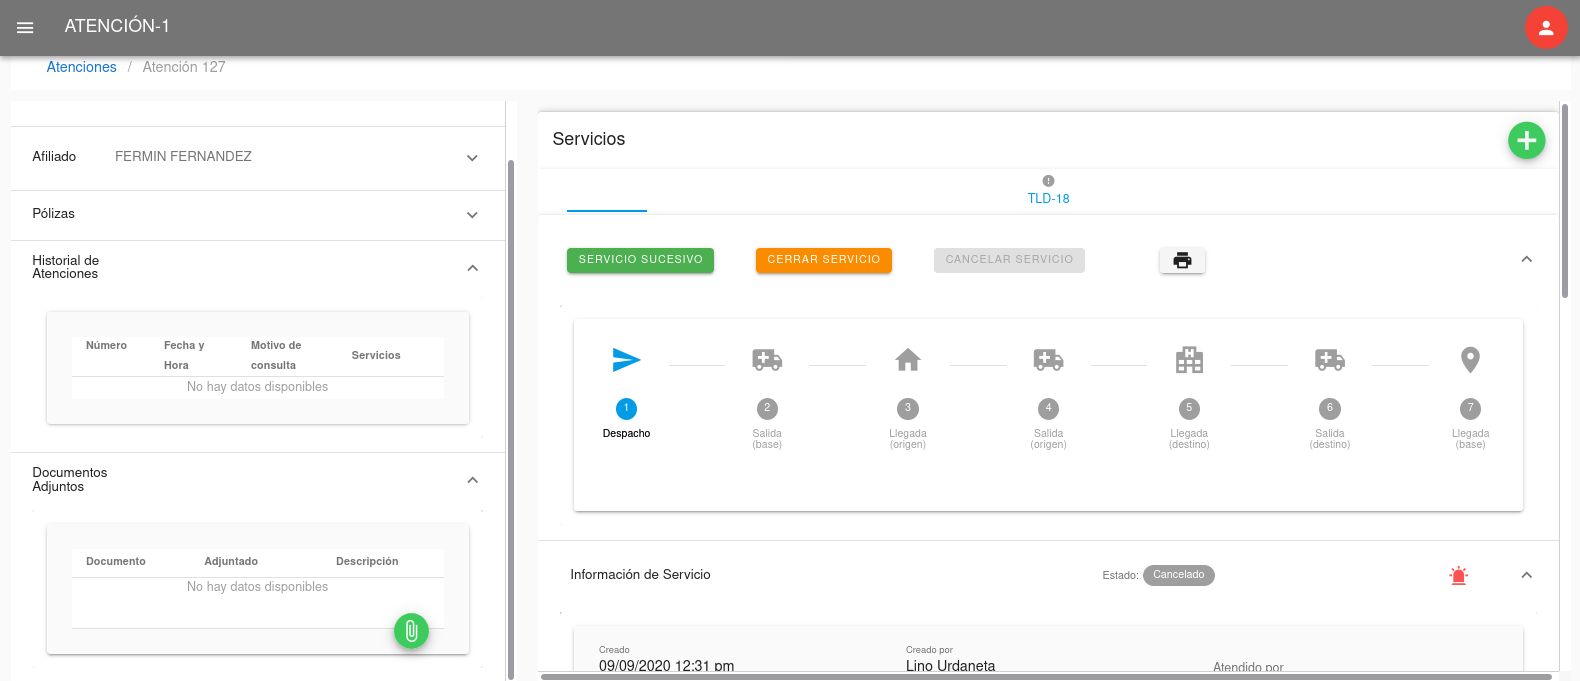 ATENCIÓN-1
Atenciones / Atención 127
Afiliado FERMIN FERNANDEZ
Pólizas
Historial de
Atenciones
Número Fecha y Hora Motivo de consulta Servicios
No hay datos disponibles
Documentos
Adjuntos
Documento Adjuntado Descripción
No hay datos disponibles
Servicios
TLD-18
SERVICIO SUCESIVO CERRAR SERVICIO CANCELAR SERVICIO
1 2 3 4 5 6 7
Despacho Salida Llegada Salida Llegada Salida Llegada
(base) (origen) (origen) (destino) (destino) (base)
Información de Servicio Estado: Cancelado
Creado Creado por
09/09/2020 12:31 pm Lino Urdaneta Atendido por